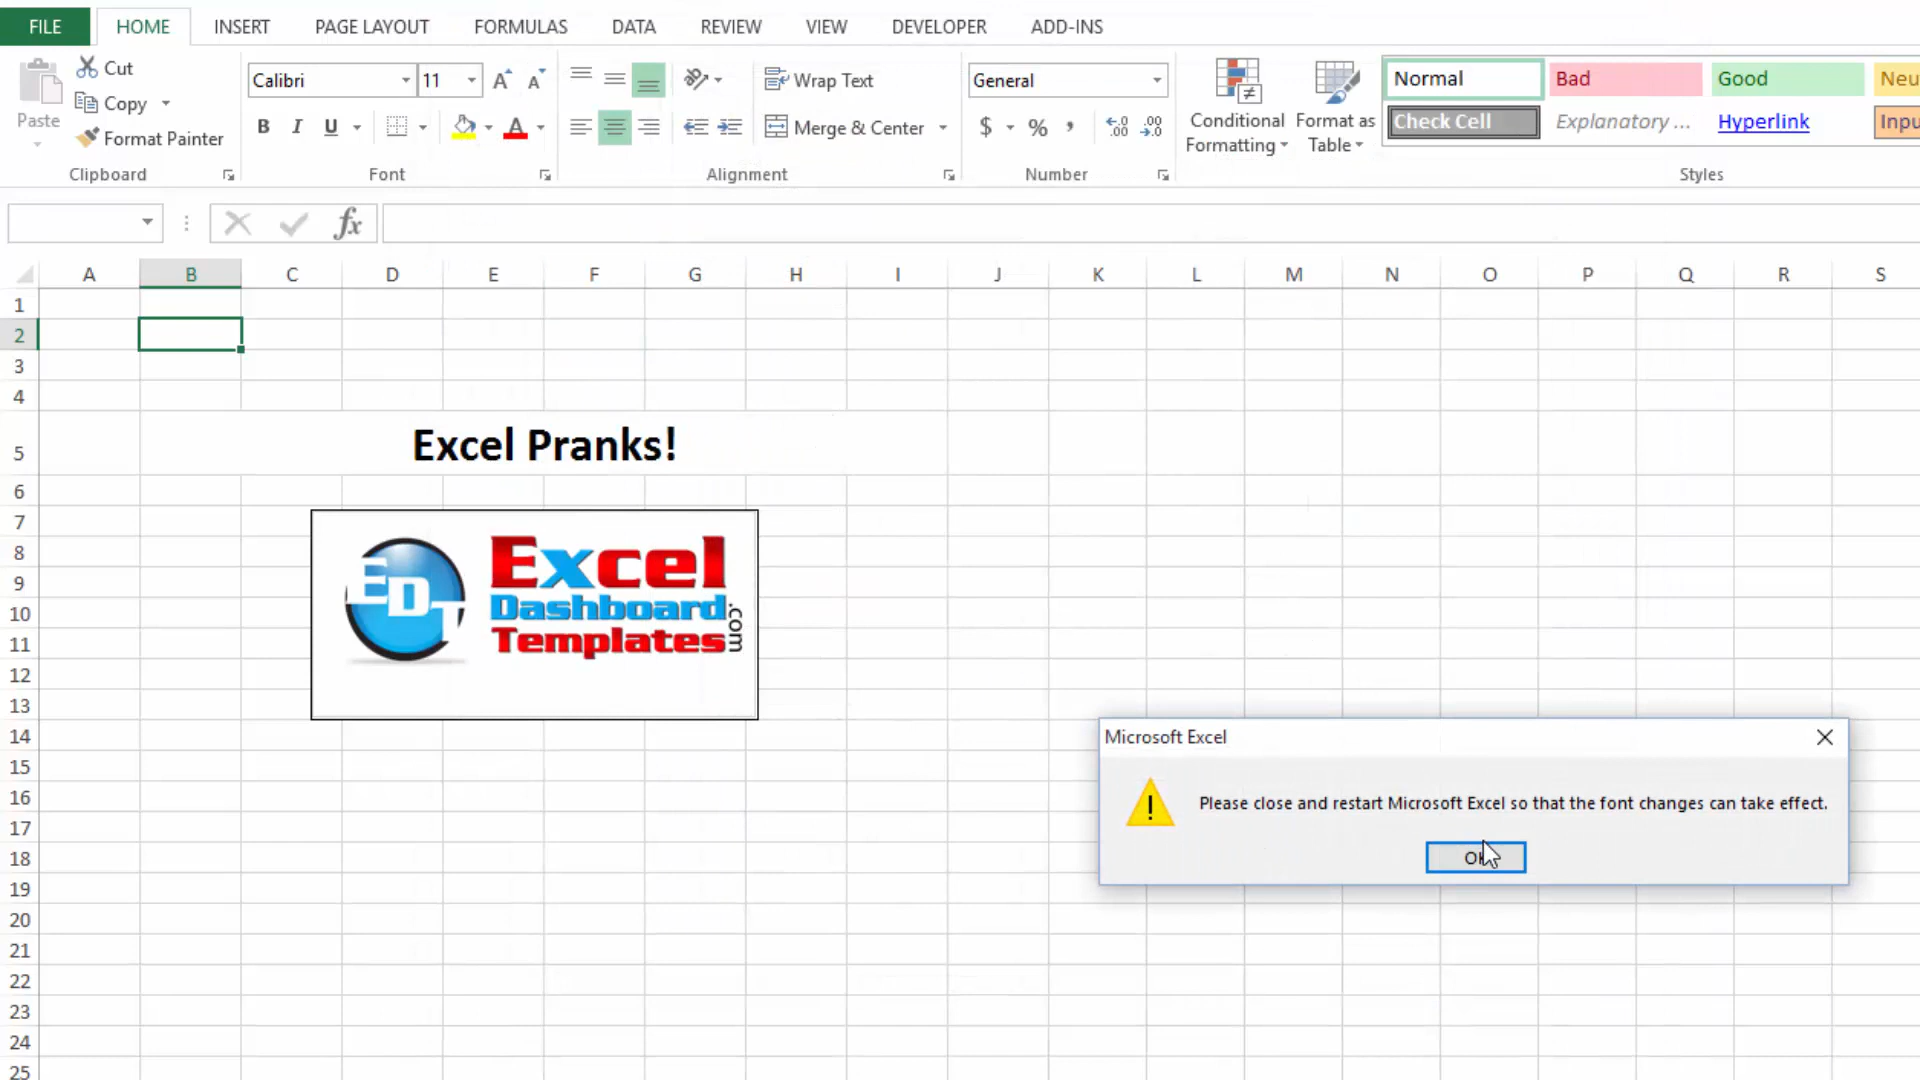 FILE HOME INSERT PAGE LAYOUT FORMULAS DATA REVIEW VIEW DEVELOPER ADD-INS
Paste
Cut
Copy
Format Painter
Clipboard
Calibri 11
B I U A
Font
Wrap Text
Merge & Center
Alignment
General
$ % ,
Number
Conditional
Formatting
Format as
Table
Normal Bad Good Neu
Check Cell Explanatory ... Hyperlink Inpu
Styles
fx
A B C D E F G H I J K L M N O P Q R S
1
2
3
4
5 Excel Pranks!
6
7
8
9
10
11
12
13
14
15
16
17
18
19
20
21
22
23
24
25
EDT
Excel
Dashboard
Templates
.com
Microsoft Excel
Please close and restart Microsoft Excel so that the font changes can take effect.
OK